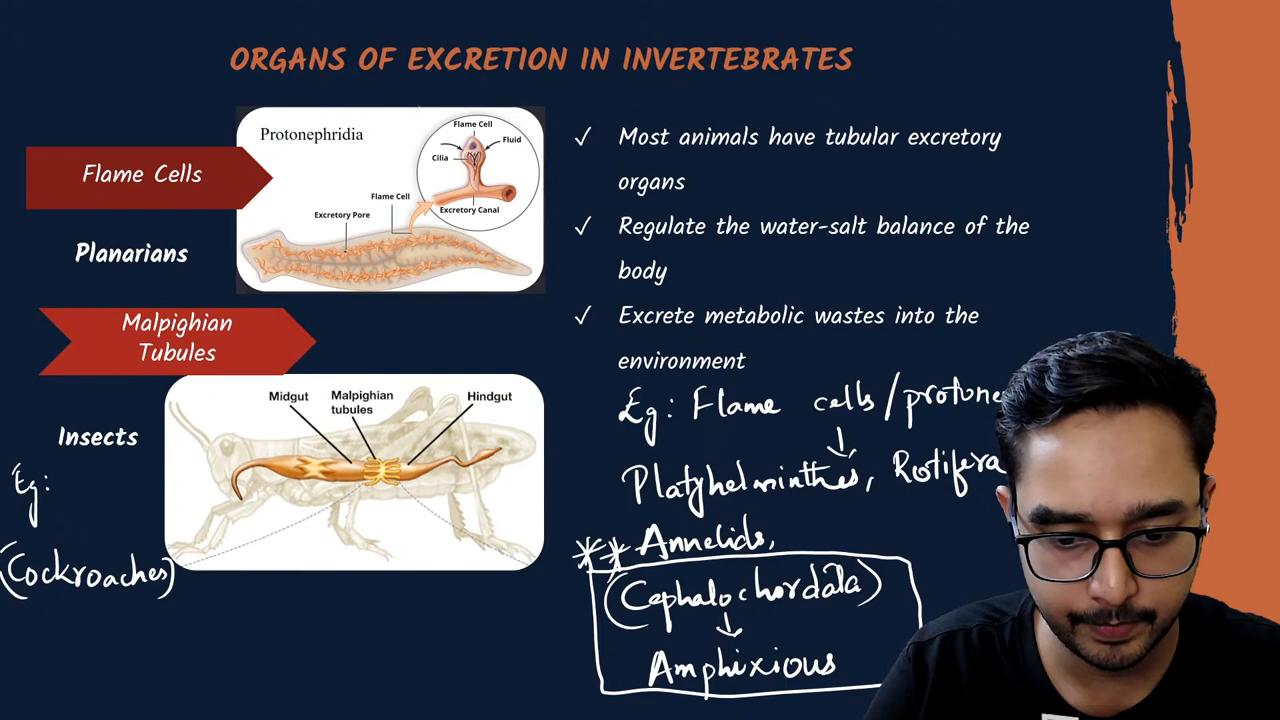 ORGANS OF EXCRETION IN INVERTEBRATES
Flame Cells
Planarians
Protonephridia
Flame Cell
Fluid
Cilia
Excretory Canal
Flame Cell
Excretory Pore
Malpighian
Tubules
Insects
Eg:
(Cockroaches)
Midgut
Malpighian
tubules
Hindgut
✓ Most animals have tubular excretory
organs
✓ Regulate the water-salt balance of the
body
✓ Excrete metabolic wastes into the
environment
Eg: Flame cells/protone
↓
Platyhelminthes, Rotifera
** Annelids,
(Cephalochordata)
↓
Amphixious